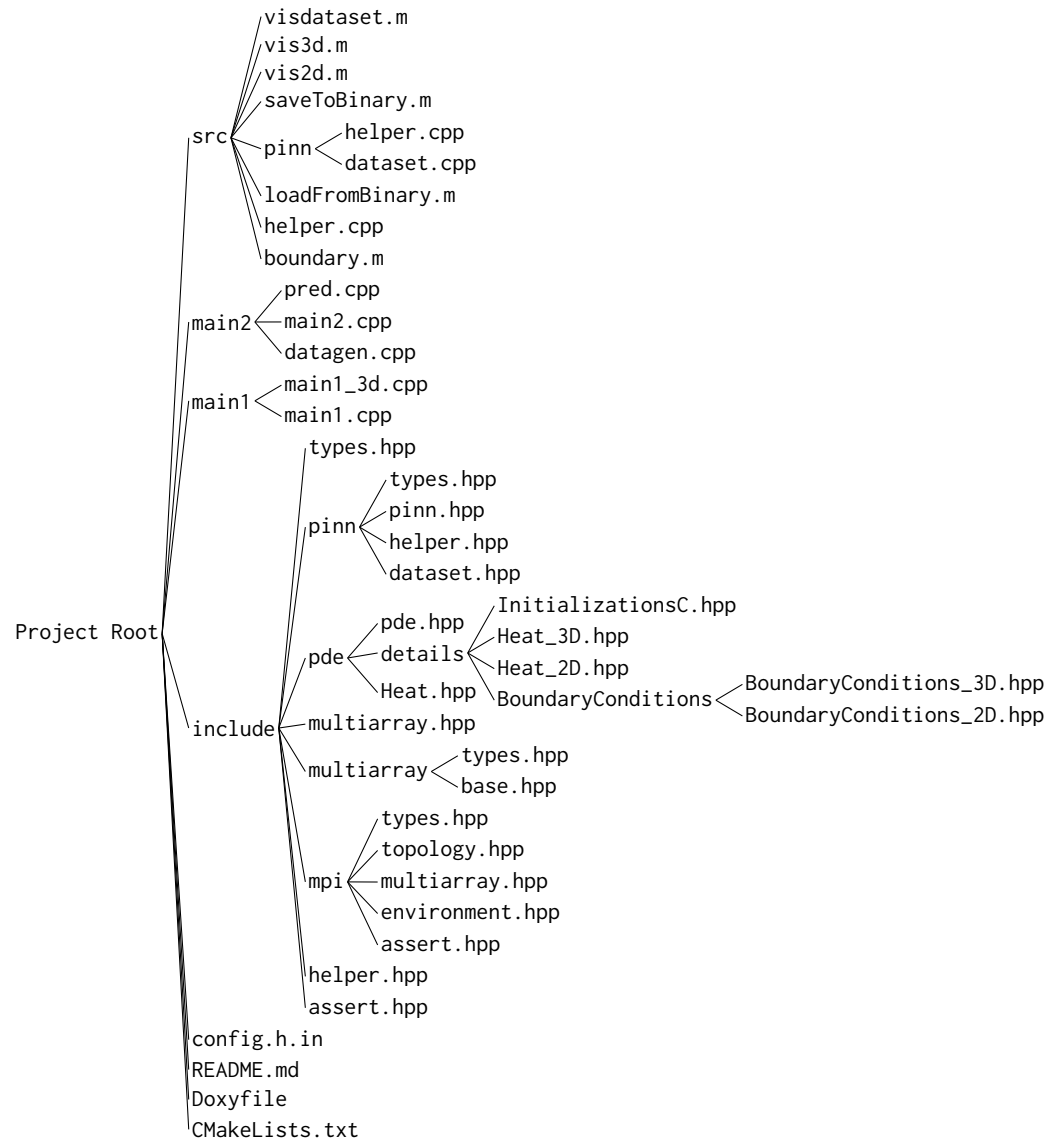 visdataset.m
vis3d.m
vis2d.m
saveToBinary.m
helper.cpp
src
pinn
dataset.cpp
loadFromBinary.m
helper.cpp
boundary.m
pred.cpp
main2
main2.cpp
datagen.cpp
main1_3d.cpp
main1
main1.cpp
types.hpp
types.hpp
pinn.hpp
pinn
helper.hpp
dataset.hpp
InitializationsC.hpp
pde.hpp
Project Root
Heat_3D.hpp
details
pde
Heat_2D.hpp
BoundaryConditions_3D.hpp
Heat.hpp
BoundaryConditions
BoundaryConditions_2D.hpp
multiarray.hpp
include
types.hpp
multiarray
base.hpp
types.hpp
topology.hpp
mpi
multiarray.hpp
environment.hpp
assert.hpp
helper.hpp
assert.hpp
config.h.in
README.md
Doxyfile
CMakeLists.txt